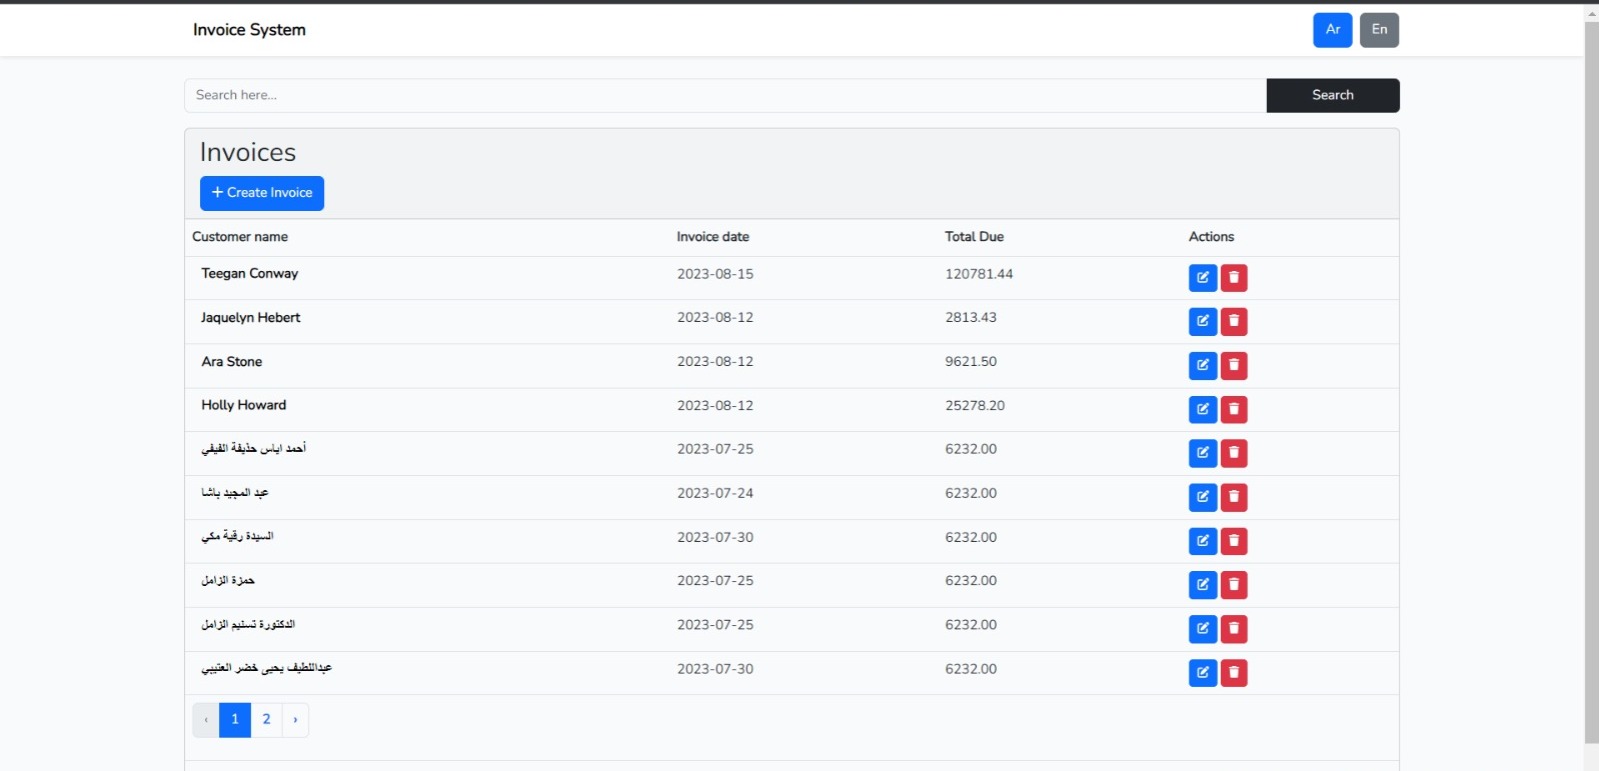 Invoice System
Ar En
Search here... Search
Invoices
+ Create Invoice
Customer name Invoice date Total Due Actions
Teegan Conway 2023-08-15 120781.44
Jaquelyn Hebert 2023-08-12 2813.43
Ara Stone 2023-08-12 9621.50
Holly Howard 2023-08-12 25278.20
أحمد اياس حذيفة الفيفي 2023-07-25 6232.00
عبد المجيد باشا 2023-07-24 6232.00
السيدة رقية مكي 2023-07-30 6232.00
حمزة الزامل 2023-07-25 6232.00
الدكتورة تسنيم الزامل 2023-07-25 6232.00
عبداللطيف يحيى خضر العتيبي 2023-07-30 6232.00
‹ 1 2 ›